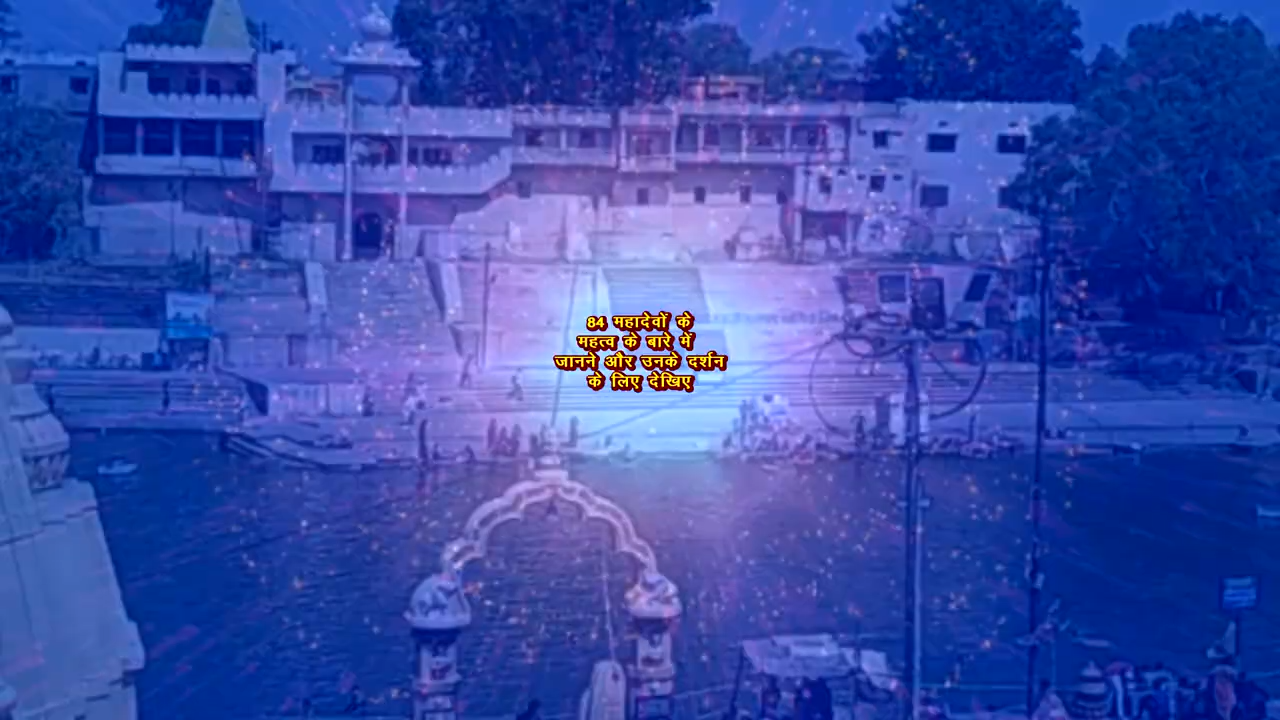 84 महादेवों के
महत्व के बारे में
जानने और उनके दर्शन
के लिए देखिए